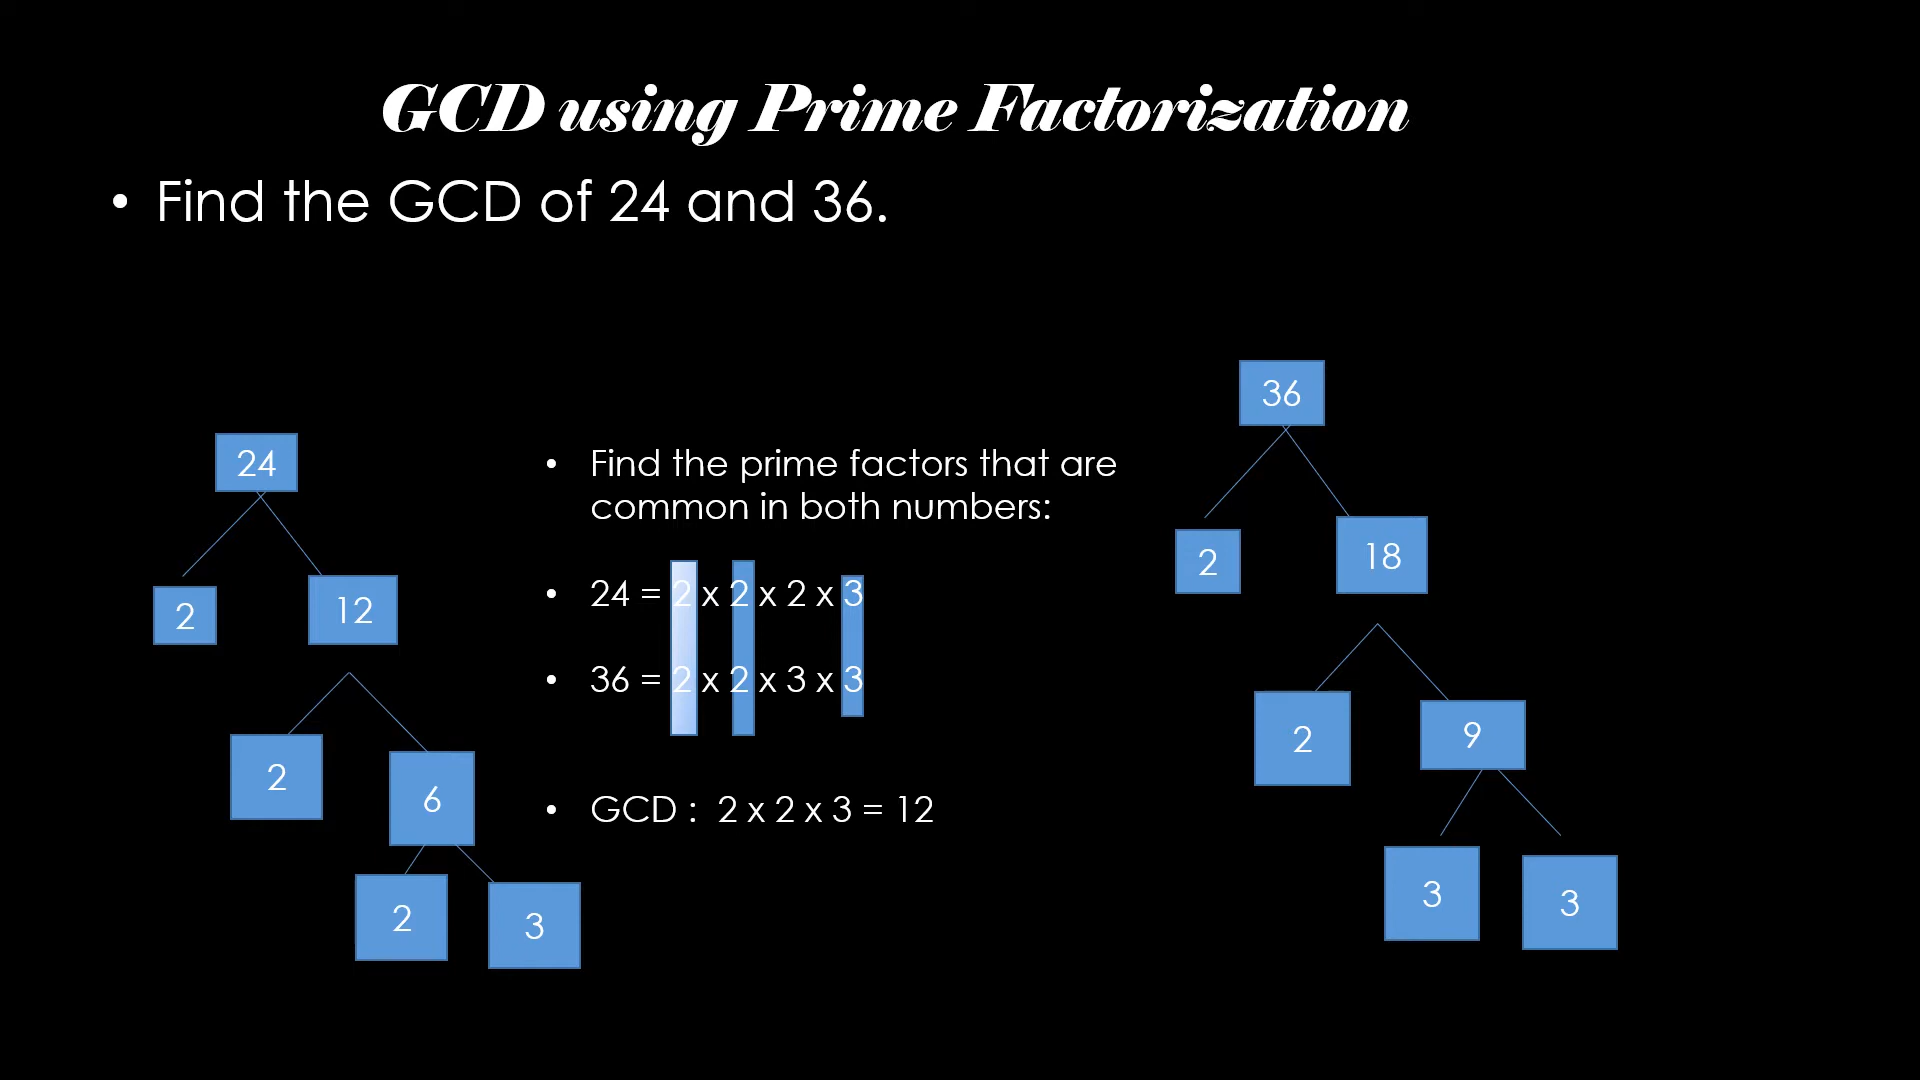 GCD using Prime Factorization
• Find the GCD of 24 and 36.
24
2
12
2
6
2
3
• Find the prime factors that are
common in both numbers:
• 24 = 2 x 2 x 2 x 3
• 36 = 2 x 2 x 3 x 3
• GCD : 2 x 2 x 3 = 12
36
2
18
2
9
3
3